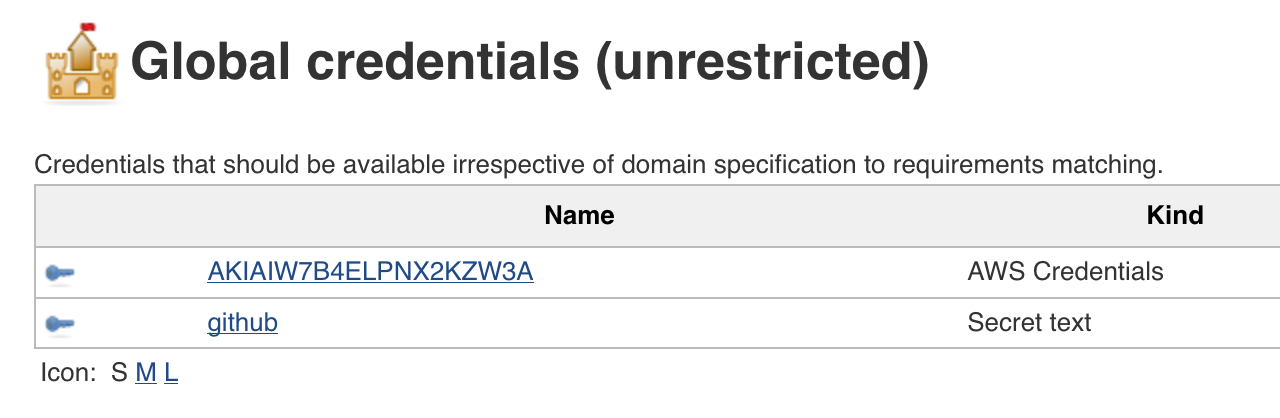 Global credentials (unrestricted)
Credentials that should be available irrespective of domain specification to requirements matching.
Name Kind
AKIAIW7B4ELPNX2KZW3A AWS Credentials
github Secret text
Icon: S M L